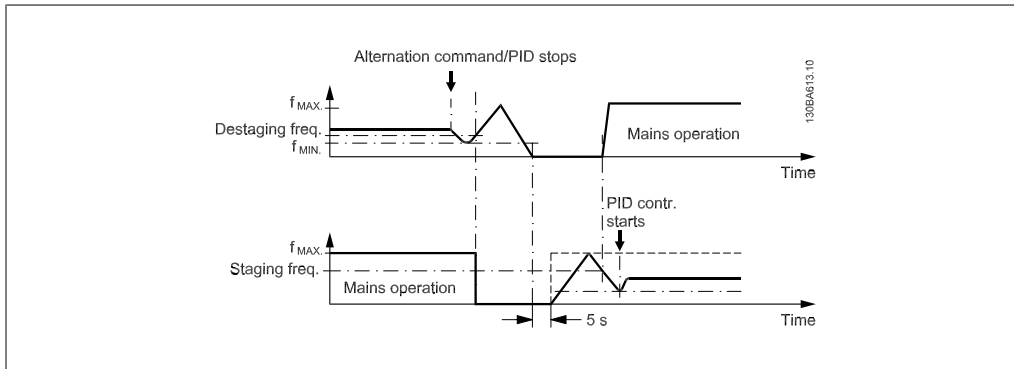 Alternation command/PID stops
130BA613.10
f MAX.
Destaging freq.
f MIN.
Mains operation
Time
PID contr.
starts
f MAX.
Staging freq.
Mains operation
Time
5 s